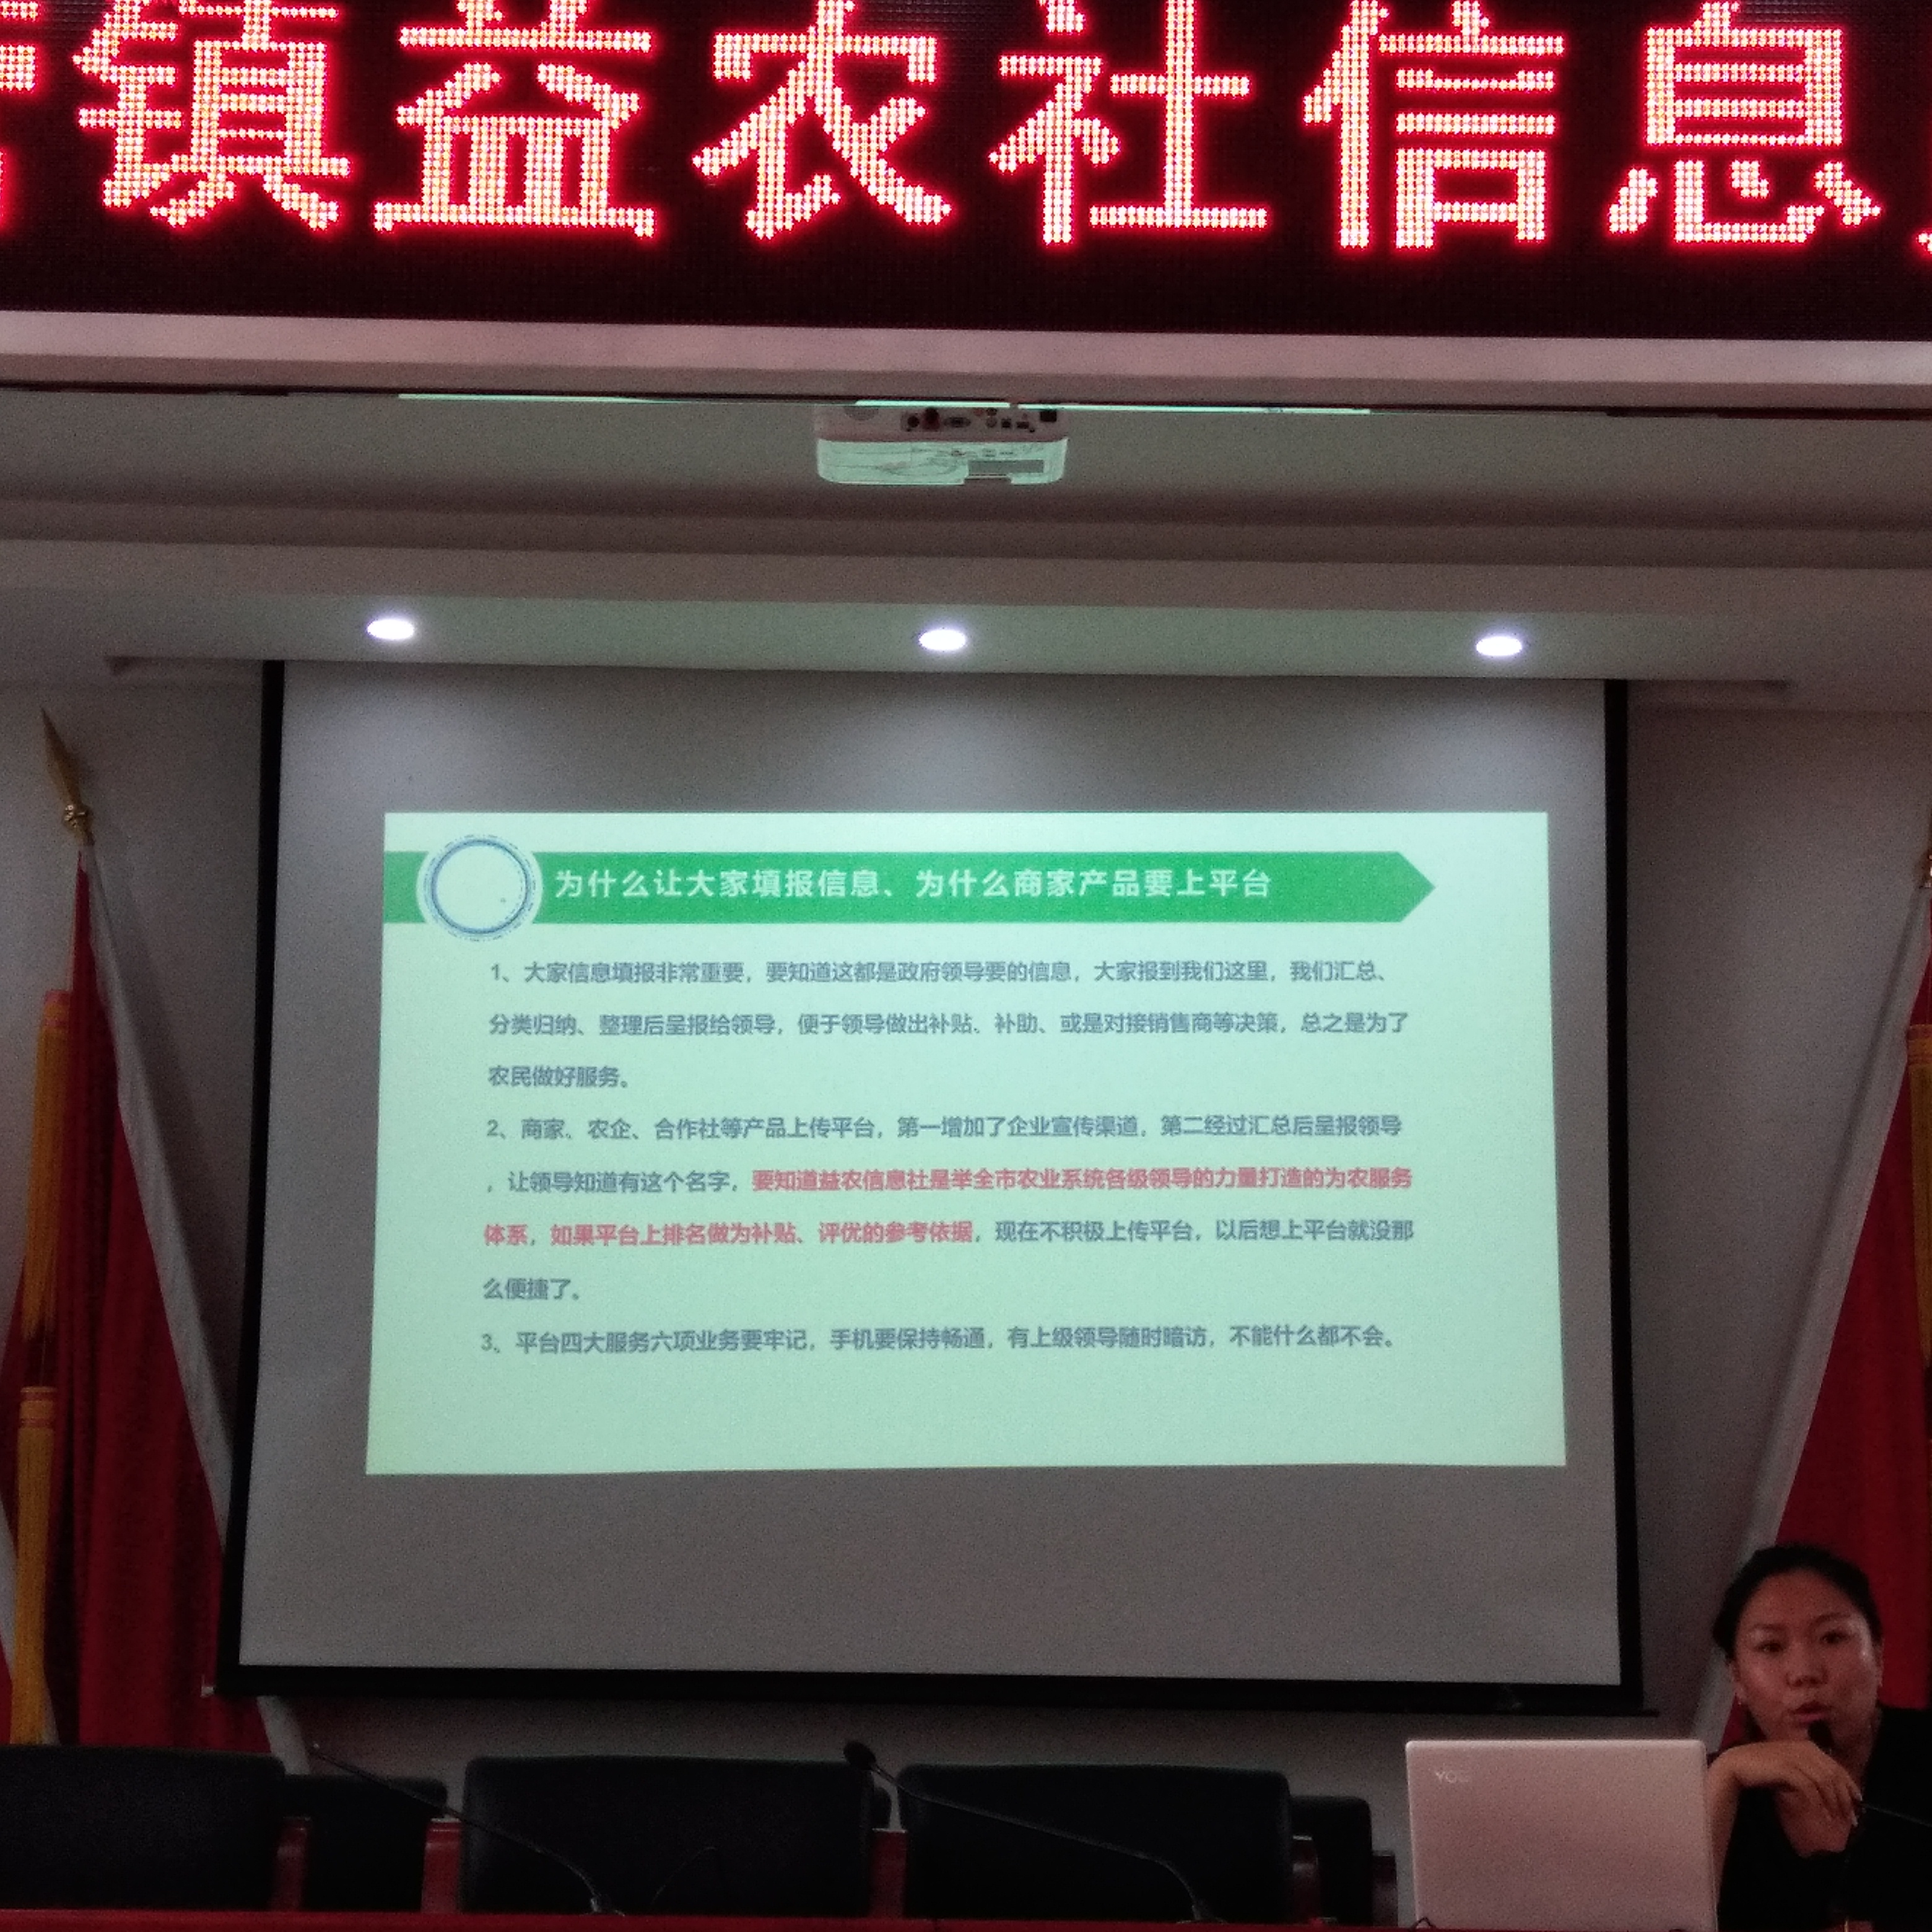 镇益农社信息
为什么让大家填报信息、为什么商家产品要上平台
1、大家信息填报非常重要，要知道这都是政府领导要的信息，大家报到我们这里，我们汇总、
分类归纳、整理后呈报给领导，便于领导做出补贴、补助、或是对接销售商等决策，总之是为了
农民做好服务。
2、商家、农企、合作社等产品上传平台，第一增加了企业宣传渠道，第二经过汇总后呈报领导
，让领导知道有这个名字，要知道益农信息社是举全市农业系统各级领导的力量打造的为农服务
体系，如果平台上排名做为补贴、评优的参考依据，现在不积极上传平台，以后想上平台就没那
么便捷了。
3、平台四大服务六项业务要牢记，手机要保持畅通，有上级领导随时暗访，不能什么都不会。